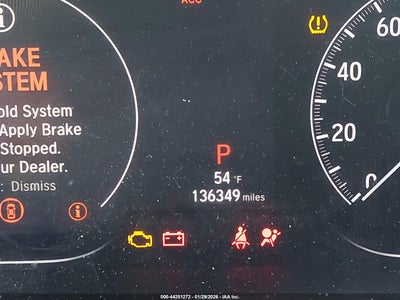 ACC
AKE
STEM
old System
Apply Brake
Stopped.
ur Dealer.
: Dismiss
60
40
20
P
54 °F
136349 miles
000-44251272 - 01/29/2026 - IAA Inc.